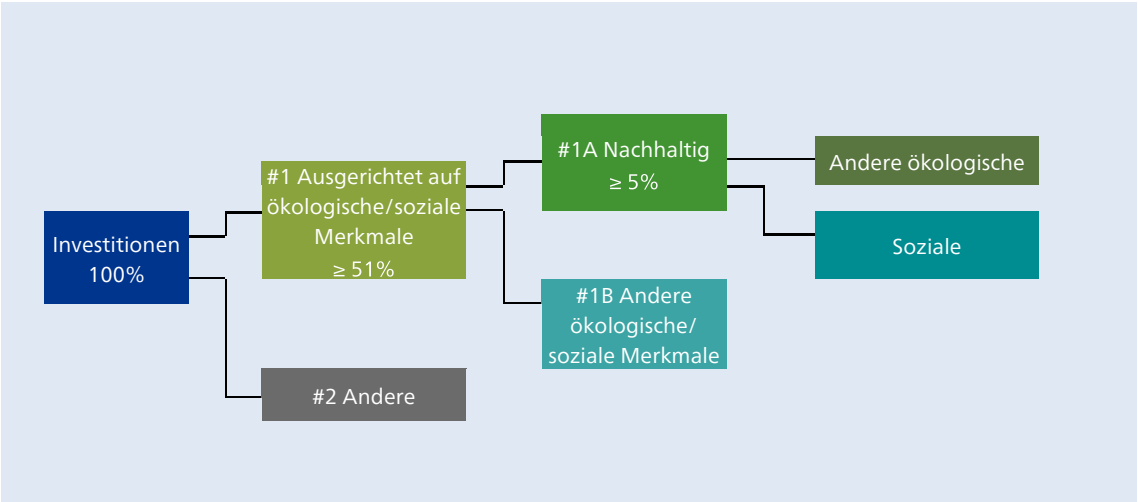 Investitionen
100%
#1 Ausgerichtet auf
ökologische/soziale
Merkmale
≥ 51%
#2 Andere
#1A Nachhaltig
≥ 5%
#1B Andere
ökologische/
soziale Merkmale
Andere ökologische
Soziale